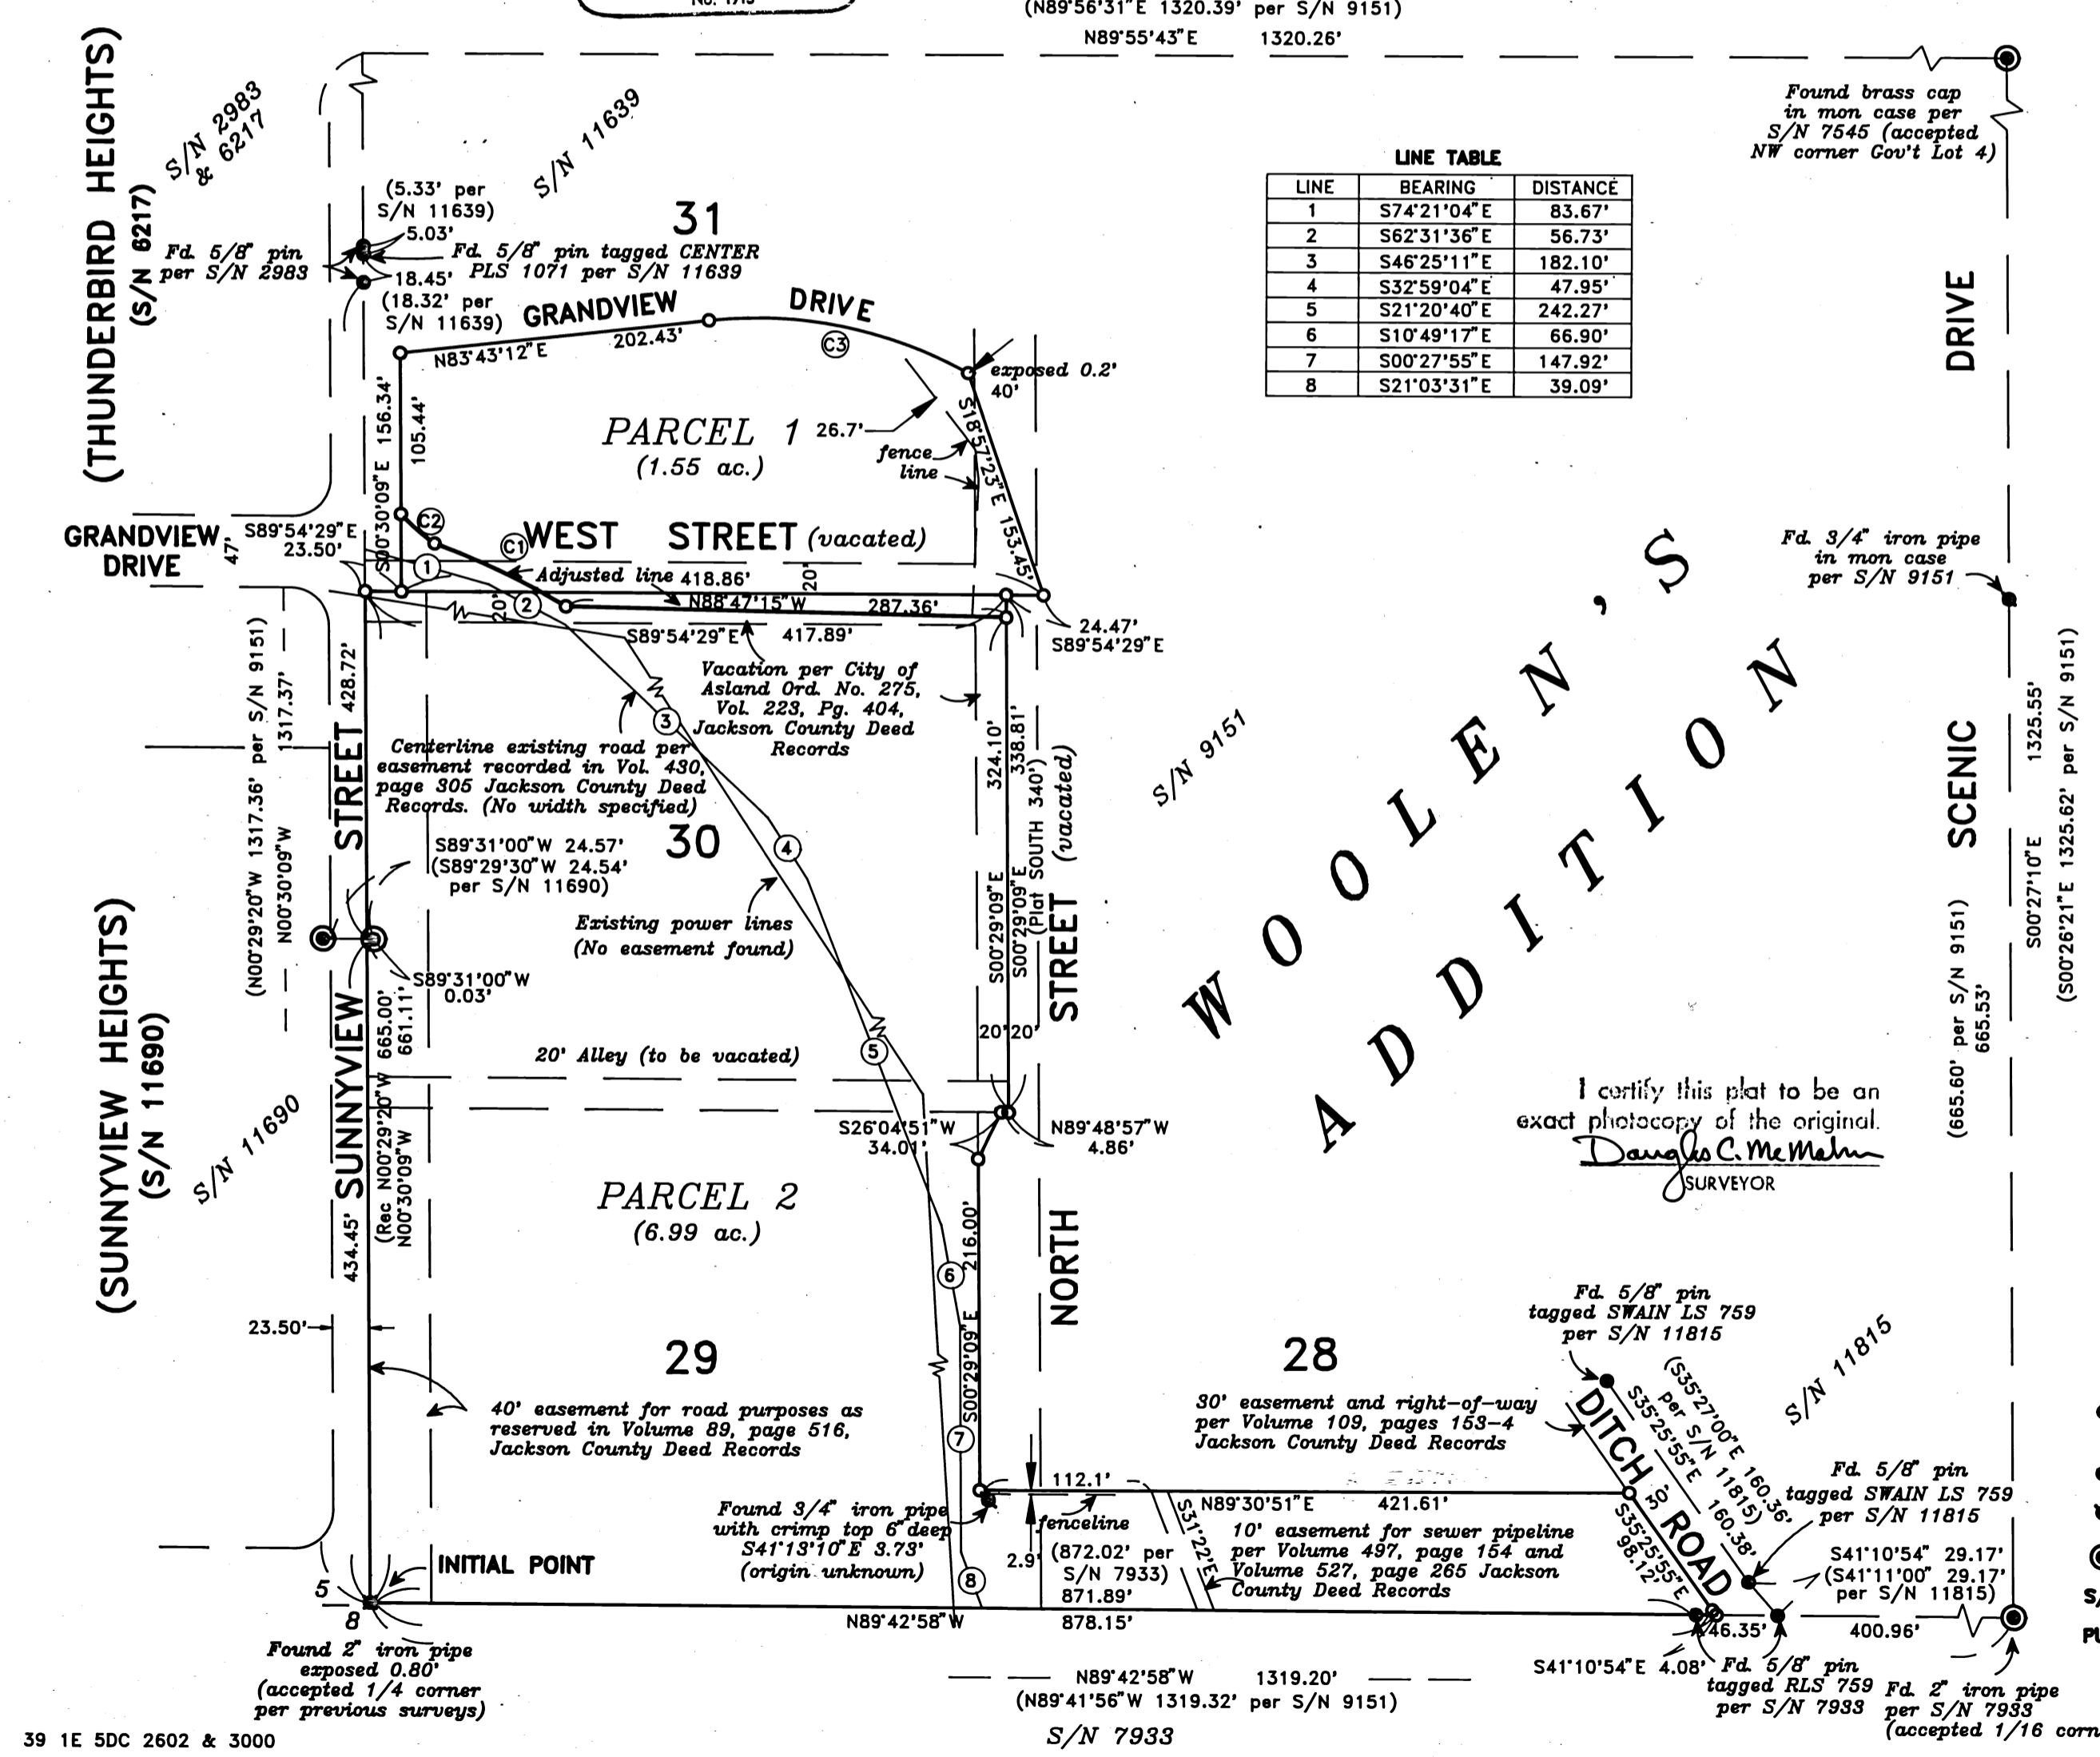 No. 1913
(N89°56'31"E 1320.39' per S/N 9151)
N89°55'43"E 1320.26'
(THUNDERBIRD HEIGHTS)
(S/N 6217)
S/N 2983
& 6217
S/N 11639
(5.33' per
S/N 11639)
5.03'
31
Fd. 5/8" pin
per S/N 2983
Fd. 5/8" pin tagged CENTER
PLS 1071 per S/N 11639
18.45'
(18.32' per
S/N 11639)
GRANDVIEW DRIVE
N83°43'12"E 202.43'
C3
Found brass cap
in mon case per
S/N 7545 (accepted
NW corner Gov't Lot 4)
LINE TABLE
LINE BEARING DISTANCE
1 S74°21'04"E 83.67'
2 S62°31'36"E 56.73'
3 S46°25'11"E 182.10'
4 S32°59'04"E 47.95'
5 S21°20'40"E 242.27'
6 S10°49'17"E 66.90'
7 S00°27'55"E 147.92'
8 S21°03'31"E 39.09'
exposed 0.2'
40'
S00°30'09"E 156.34'
105.44'
PARCEL 1
(1.55 ac.)
26.7'
fence
line
S18°57'23"E 153.45'
GRANDVIEW
DRIVE
47'
S89°54'29"E
23.50'
C2
C1
WEST STREET (vacated)
1
Adjusted line 418.86'
20'
2
20'
N88°47'15"W 287.36'
S89°54'29"E 417.89'
24.47'
S89°54'29"E
Fd. 3/4" iron pipe
in mon case
per S/N 9151
Vacation per City of
Asland Ord. No. 275,
Vol. 223, Pg. 404,
Jackson County Deed
Records
3
Centerline existing road per
easement recorded in Vol. 430,
page 305 Jackson County Deed
Records. (No width specified)
(N00°29'20"W 1317.36' per S/N 9151)
1317.37'
N00°30'09"W
428.72'
SUNNYVIEW STREET
S89°31'00"W 24.57'
(S89°29'30"W 24.54'
per S/N 11690)
30
4
324.10'
338.81'
S00°29'09"E
S00°29'09"E
(Plat SOUTH 340')
NORTH STREET (vacated)
S/N 9151
WOOLEN'S
ADDITION
SCENIC DRIVE
1325.55'
S00°27'10"E
(S00°26'21"E 1325.62' per S/N 9151)
(665.60' per S/N 9151)
665.53'
Existing power lines
(No easement found)
S89°31'00"W
0.03'
(SUNNYVIEW HEIGHTS)
(S/N 11690)
S/N 11690
(Rec N00°29'20"W 665.00'
N00°30'09"W 661.11'
434.45'
20' 20'
20' Alley (to be vacated)
5
S26°04'51"W
34.01'
N89°48'57"W
4.86'
PARCEL 2
(6.99 ac.)
I certify this plat to be an
exact photocopy of the original.
Douglas C. McMahan
SURVEYOR
216.00'
S00°29'09"E
6
23.50'
29
28
40' easement for road purposes as
reserved in Volume 89, page 516,
Jackson County Deed Records
7
30' easement and right-of-way
per Volume 109, pages 153-4
Jackson County Deed Records
Fd. 5/8" pin
tagged SWAIN LS 759
per S/N 11815
(S35°27'00"E 160.36'
per S/N 11815)
S35°25'55"E 160.38'
S/N 11815
DITCH ROAD
30'
S35°25'55"E
98.12'
Fd. 5/8" pin
tagged SWAIN LS 759
per S/N 11815
112.1'
N89°30'51"E 421.61'
Found 3/4" iron pipe
with crimp top 6" deep
S41°13'10"E 3.73'
(origin unknown)
fenceline
2.9'
(872.02' per
S/N 7933)
871.89'
S31°22'E
10' easement for sewer pipeline
per Volume 497, page 154 and
Volume 527, page 265 Jackson
County Deed Records
S41°10'54" 29.17'
(S41°11'00" 29.17'
per S/N 11815)
INITIAL POINT
5
8
8
N89°42'58"W 878.15'
46.35'
400.96'
Found 2" iron pipe
exposed 0.80'
(accepted 1/4 corner
per previous surveys)
S41°10'54"E 4.08'
Fd. 5/8" pin
tagged RLS 759
per S/N 7933
Fd. 2" iron pipe
per S/N 7933
(accepted 1/16 corn
N89°42'58"W 1319.20'
(N89°41'56"W 1319.32' per S/N 9151)
S/N 7933
39 1E 5DC 2602 & 3000